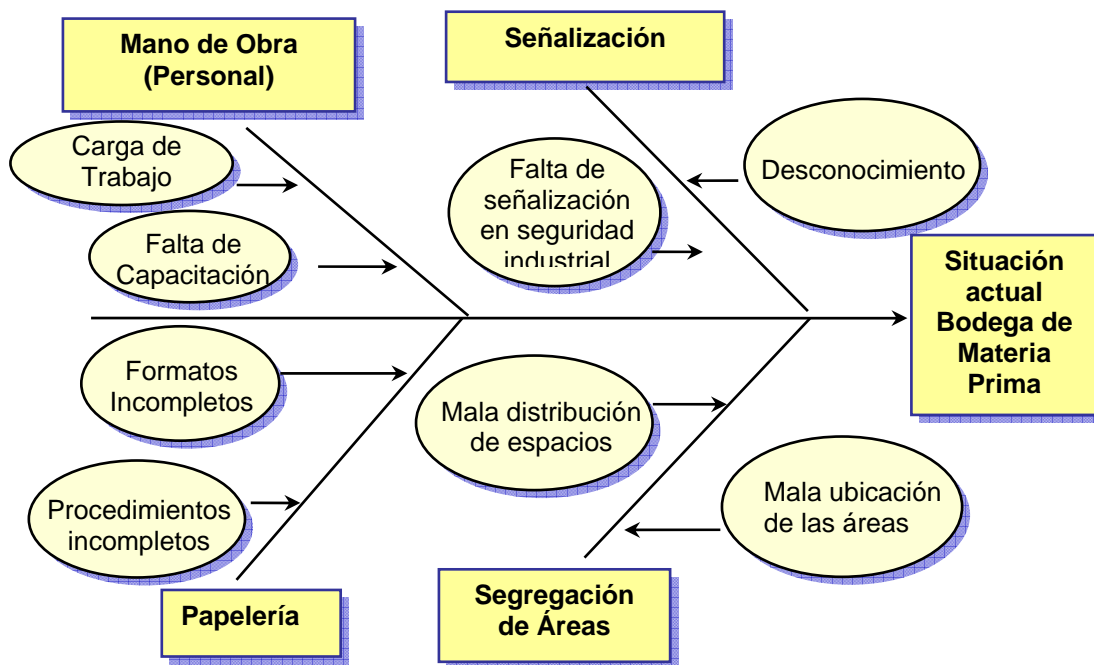 Mano de Obra
(Personal)
Señalización
Carga de
Trabajo
Falta de
señalización
en seguridad
industrial
Desconocimiento
Falta de
Capacitación
Situación
actual
Bodega de
Materia
Prima
Formatos
Incompletos
Mala distribución
de espacios
Procedimientos
incompletos
Mala ubicación
de las áreas
Papelería
Segregación
de Áreas